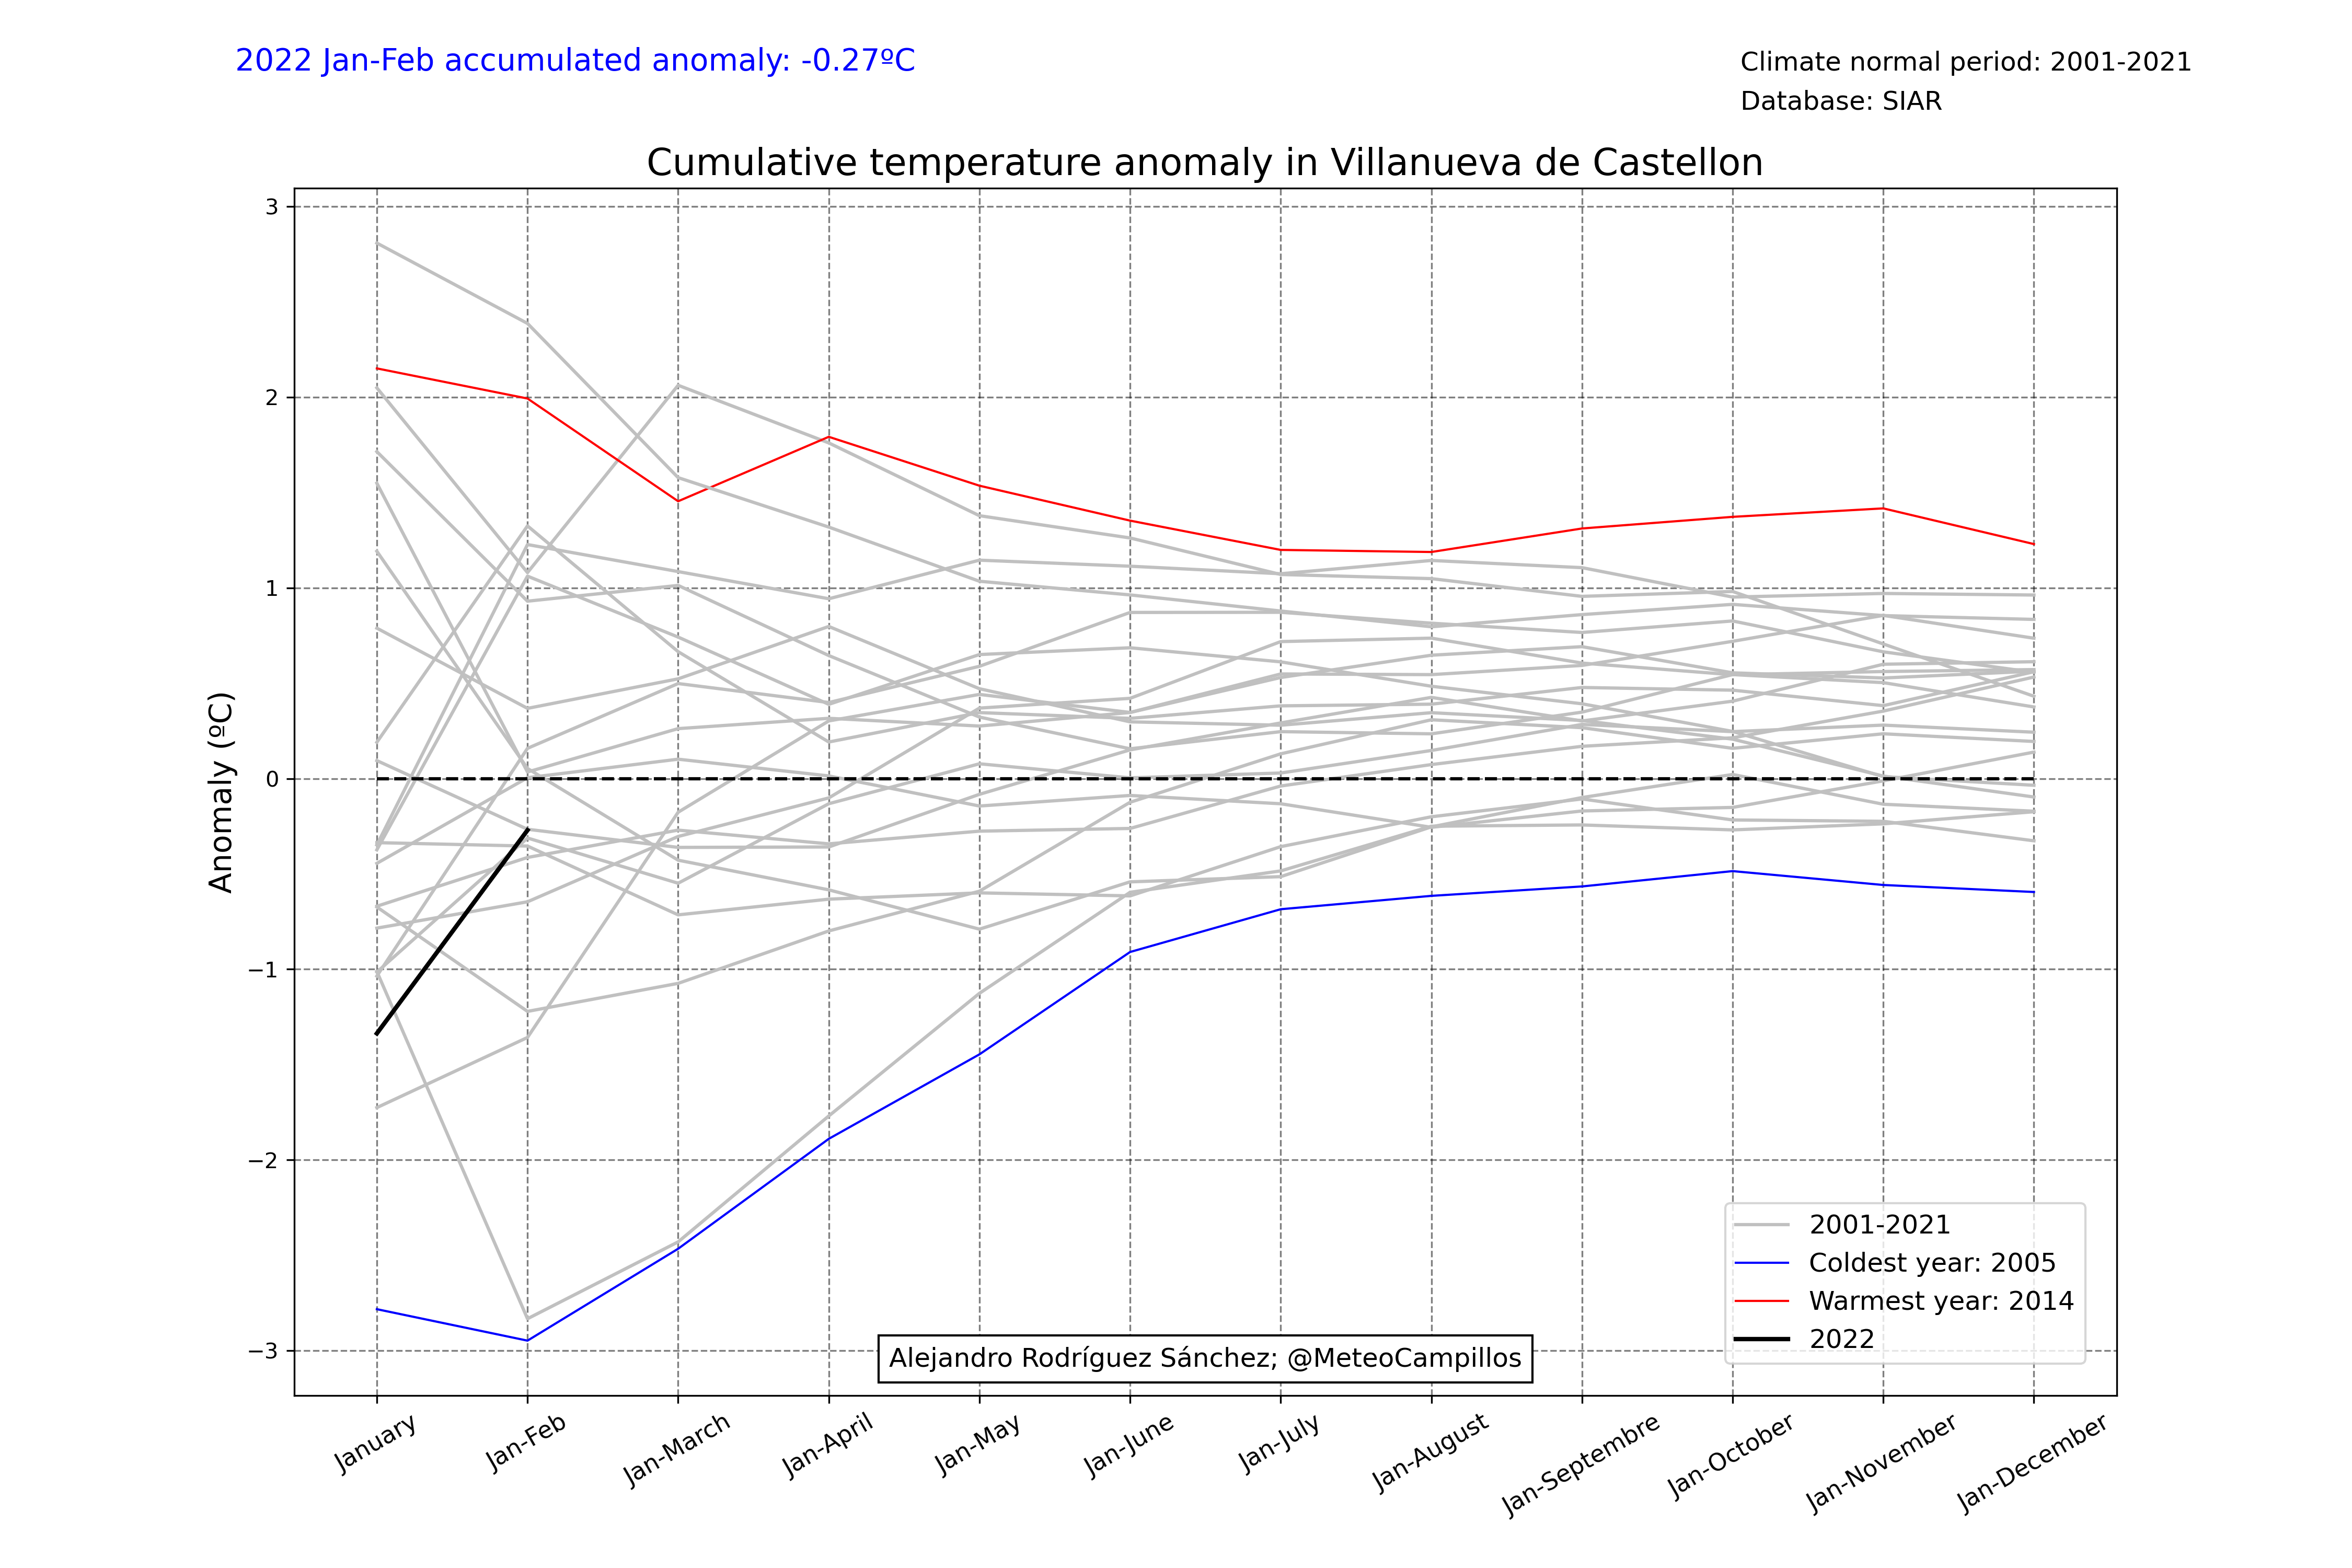 2022 Jan-Feb accumulated anomaly: -0.27ºC
Climate normal period: 2001-2021
Database: SIAR
Cumulative temperature anomaly in Villanueva de Castellon
3
2
1
0
−1
−2
−3
Anomaly (ºC)
2001-2021
Coldest year: 2005
Warmest year: 2014
2022
Alejandro Rodríguez Sánchez; @MeteoCampillos
January
Jan-Feb
Jan-March
Jan-April
Jan-May
Jan-June
Jan-July
Jan-August
Jan-Septembre
Jan-October
Jan-November
Jan-December